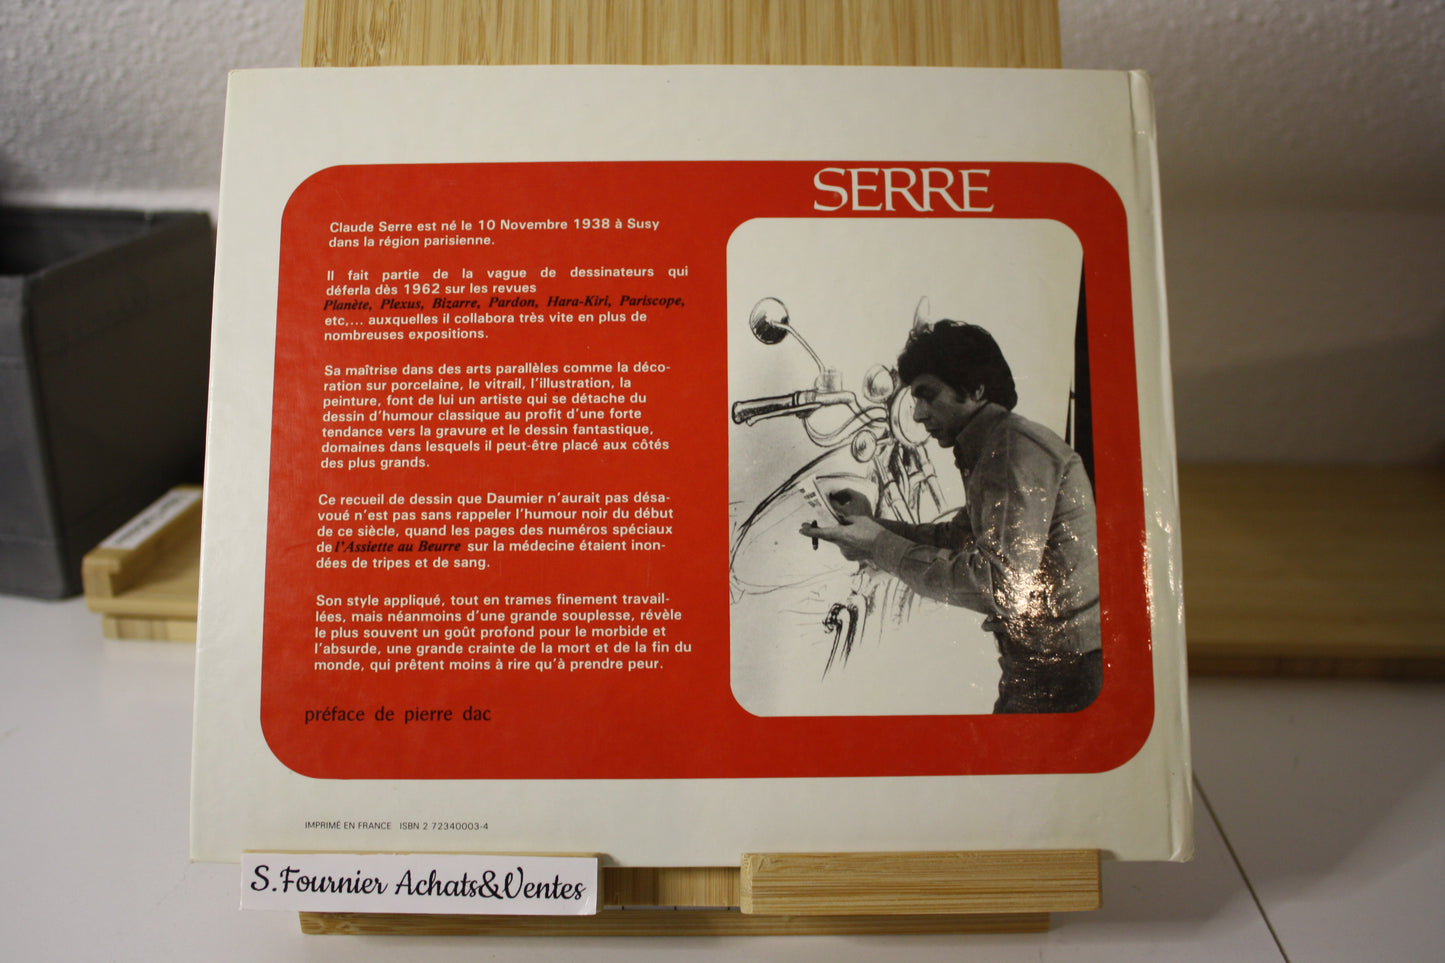 SERRE
Claude Serre est né le 10 Novembre 1938 à Susy
dans la région parisienne.
Il fait partie de la vague de dessinateurs qui
déferla dès 1962 sur les revues
Planète, Plexus, Bizarre, Pardon, Hara-Kiri, Pariscope,
etc,... auxquelles il collabora très vite en plus de
nombreuses expositions.
Sa maîtrise dans des arts parallèles comme la déco-
ration sur porcelaine, le vitrail, l'illustration, la
peinture, font de lui un artiste qui se détache du
dessin d'humour classique au profit d'une forte
tendance vers la gravure et le dessin fantastique,
domaines dans lesquels il peut-être placé aux côtés
des plus grands.
Ce recueil de dessin que Daumier n'aurait pas désa-
voué n'est pas sans rappeler l'humour noir du début
de ce siècle, quand les pages des numéros spéciaux
de l'Assiette au Beurre sur la médecine étaient inon-
dées de tripes et de sang.
Son style appliqué, tout en trames finement travail-
lées, mais néanmoins d'une grande souplesse, révèle
le plus souvent un goût profond pour le morbide et
l'absurde, une grande crainte de la mort et de la fin du
monde, qui prêtent moins à rire qu'à prendre peur.
préface de pierre dac
IMPRIMÉ EN FRANCE ISBN 2 72340003-4
S.Fournier Achats&Ventes